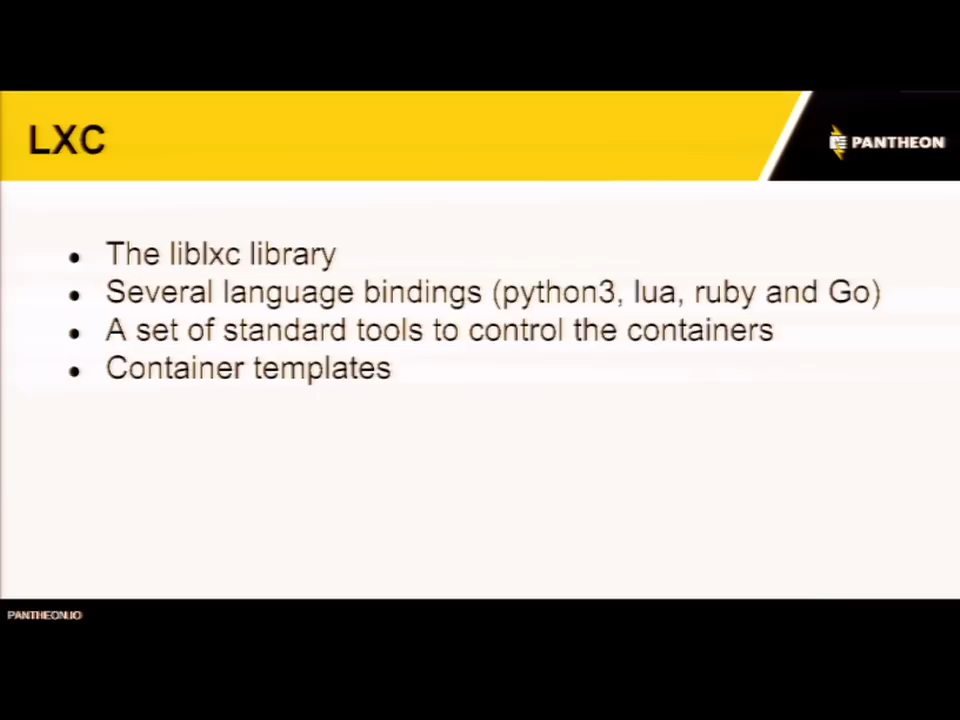 LXC
PANTHEON
• The liblxc library
• Several language bindings (python3, lua, ruby and Go)
• A set of standard tools to control the containers
• Container templates
PANTHEON.IO